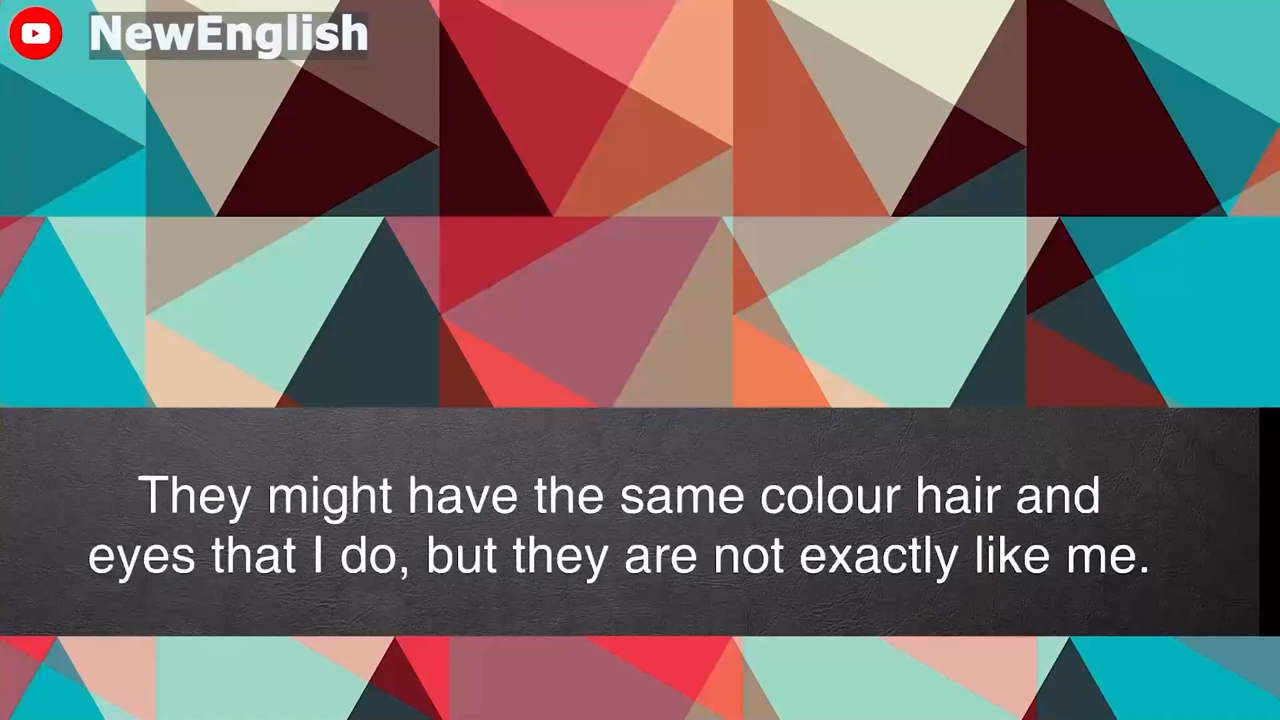 NewEnglish
They might have the same colour hair and
eyes that I do, but they are not exactly like me.